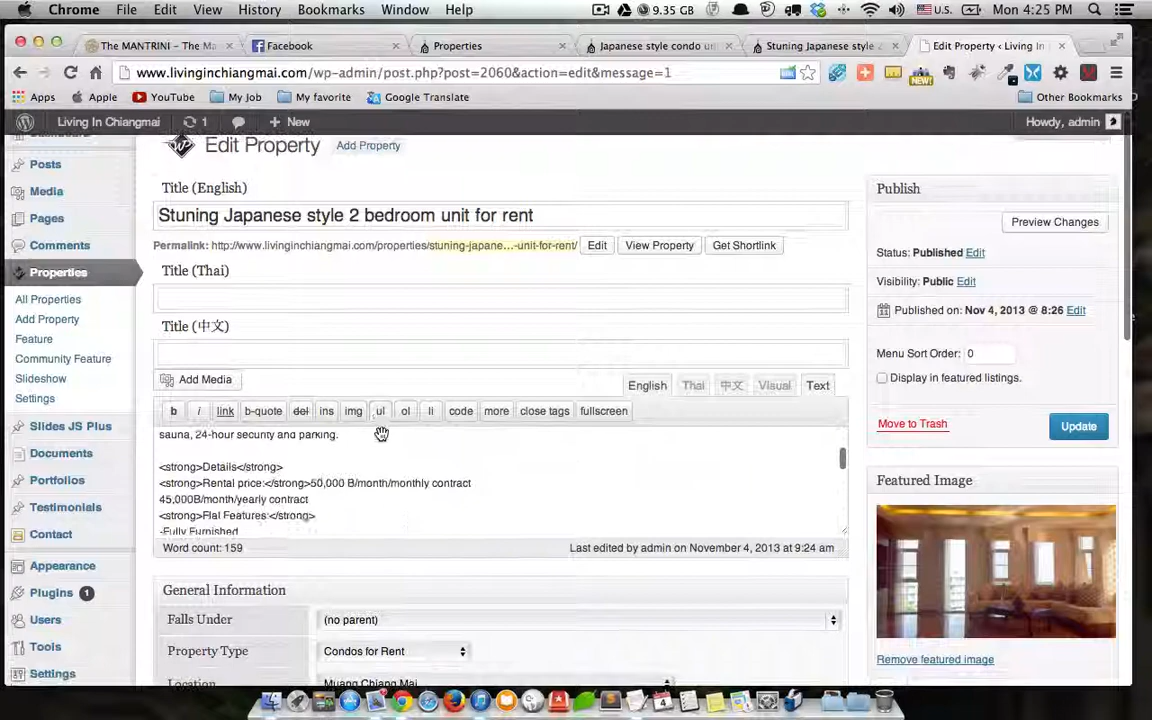 Chrome File Edit View History Bookmarks Window Help 9.35 GB U.S. Mon 4:25 PM
The MANTRINI – The Ma Facebook Properties Japanese style condo un Stuning Japanese style Edit Property ‹ Living In
www.livinginchiangmai.com/wp-admin/post.php?post=2060&action=edit&message=1
NEW!
Apps Apple YouTube My Job My favorite Google Translate Other Bookmarks
Living In Chiangmai 1 + New Howdy, admin
Posts
Media
Pages
Comments
Properties
All Properties
Add Property
Feature
Community Feature
Slideshow
Settings
Slides JS Plus
Documents
Portfolios
Testimonials
Contact
Appearance
Plugins 1
Users
Tools
Settings
Edit Property Add Property
Title (English)
Stuning Japanese style 2 bedroom unit for rent
Permalink: http://www.livinginchiangmai.com/properties/stuning-japane...-unit-for-rent/ Edit View Property Get Shortlink
Title (Thai)
Title (中文)
Add Media English Thai 中文 Visual Text
b i link b-quote del ins img ul ol li code more close tags fullscreen
sauna, 24-hour security and parking.
<strong>Details</strong>
<strong>Rental price:</strong>50,000 B/month/monthly contract
45,000B/month/yearly contract
<strong>Flat Features:</strong>
-Fully Furnished
Word count: 159 Last edited by admin on November 4, 2013 at 9:24 am
General Information
Falls Under (no parent)
Property Type Condos for Rent
Location Muang Chiang Mai
Publish
Preview Changes
Status: Published Edit
Visibility: Public Edit
Published on: Nov 4, 2013 @ 8:26 Edit
Menu Sort Order: 0
Display in featured listings.
Move to Trash Update
Featured Image
Remove featured image